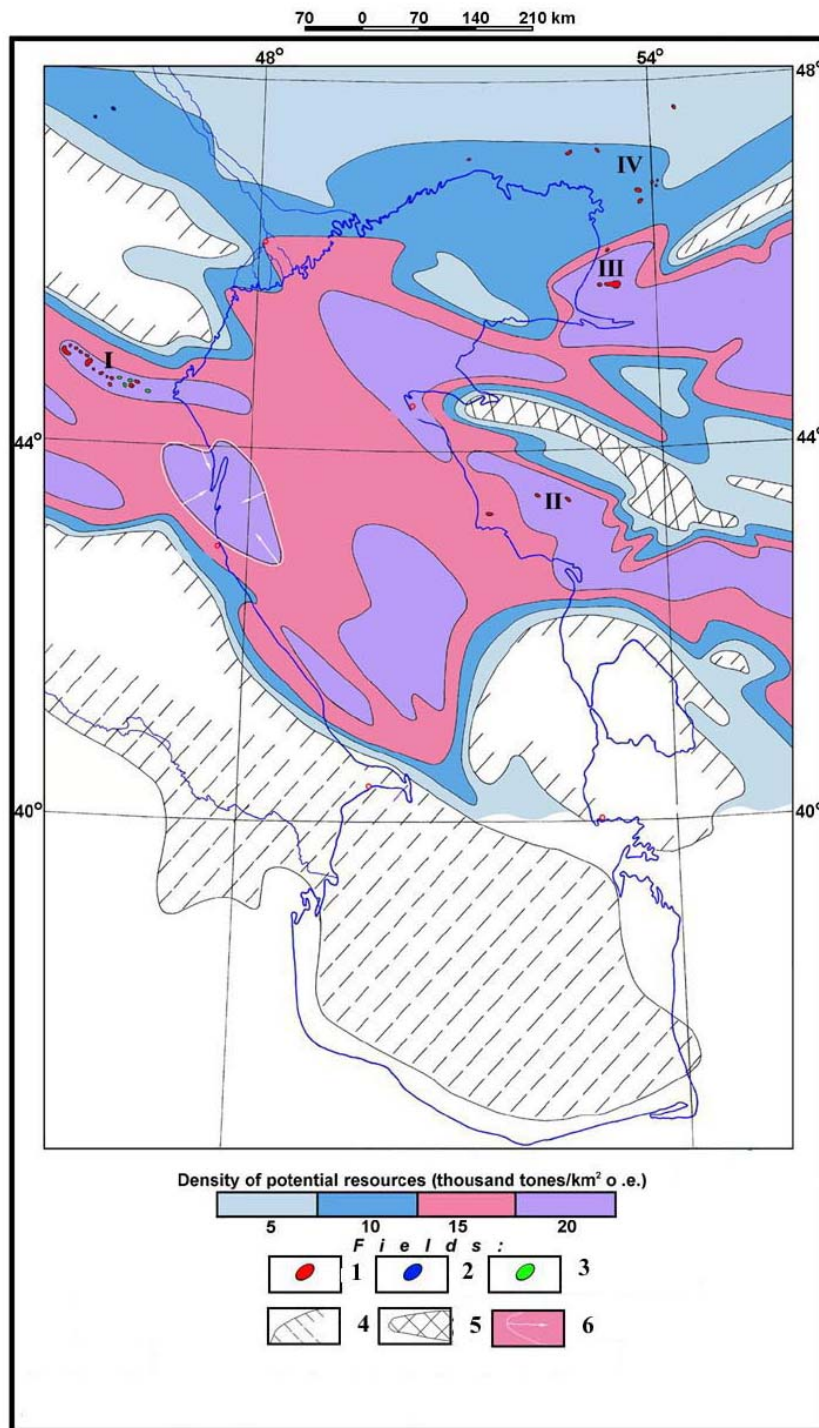 70 0 70 140 210 km
48° 54°
48°
IV
III
I
44° 44°
II
40° 40°
Density of potential resources (thousand tones/km² o .e.)
5 10 15 20
F i e l d s :
1 2 3
4 5 6